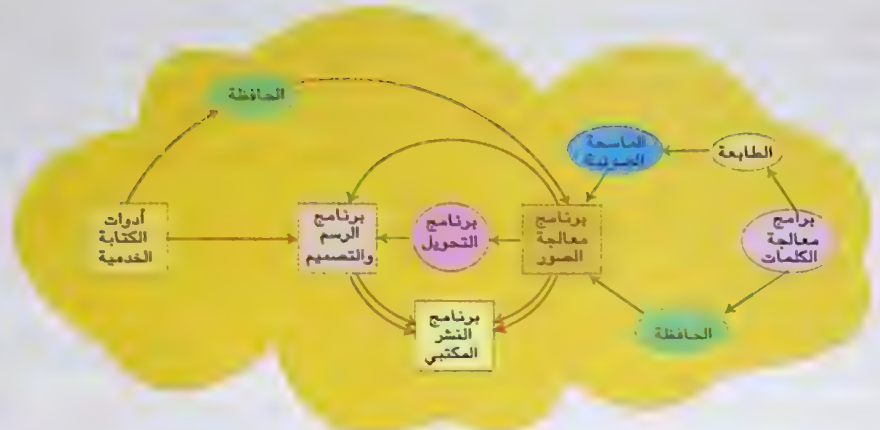 الحافظة
الماسحة
الضوئية
الطابعة
برامج
معالجة
الكلمات
برنامج
معالجة
الصور
برنامج
التحويل
برنامج
الرسم
والتصميم
أدوات
الكتابة
الخدمية
برنامج
النشر
المكتبي
الحافظة